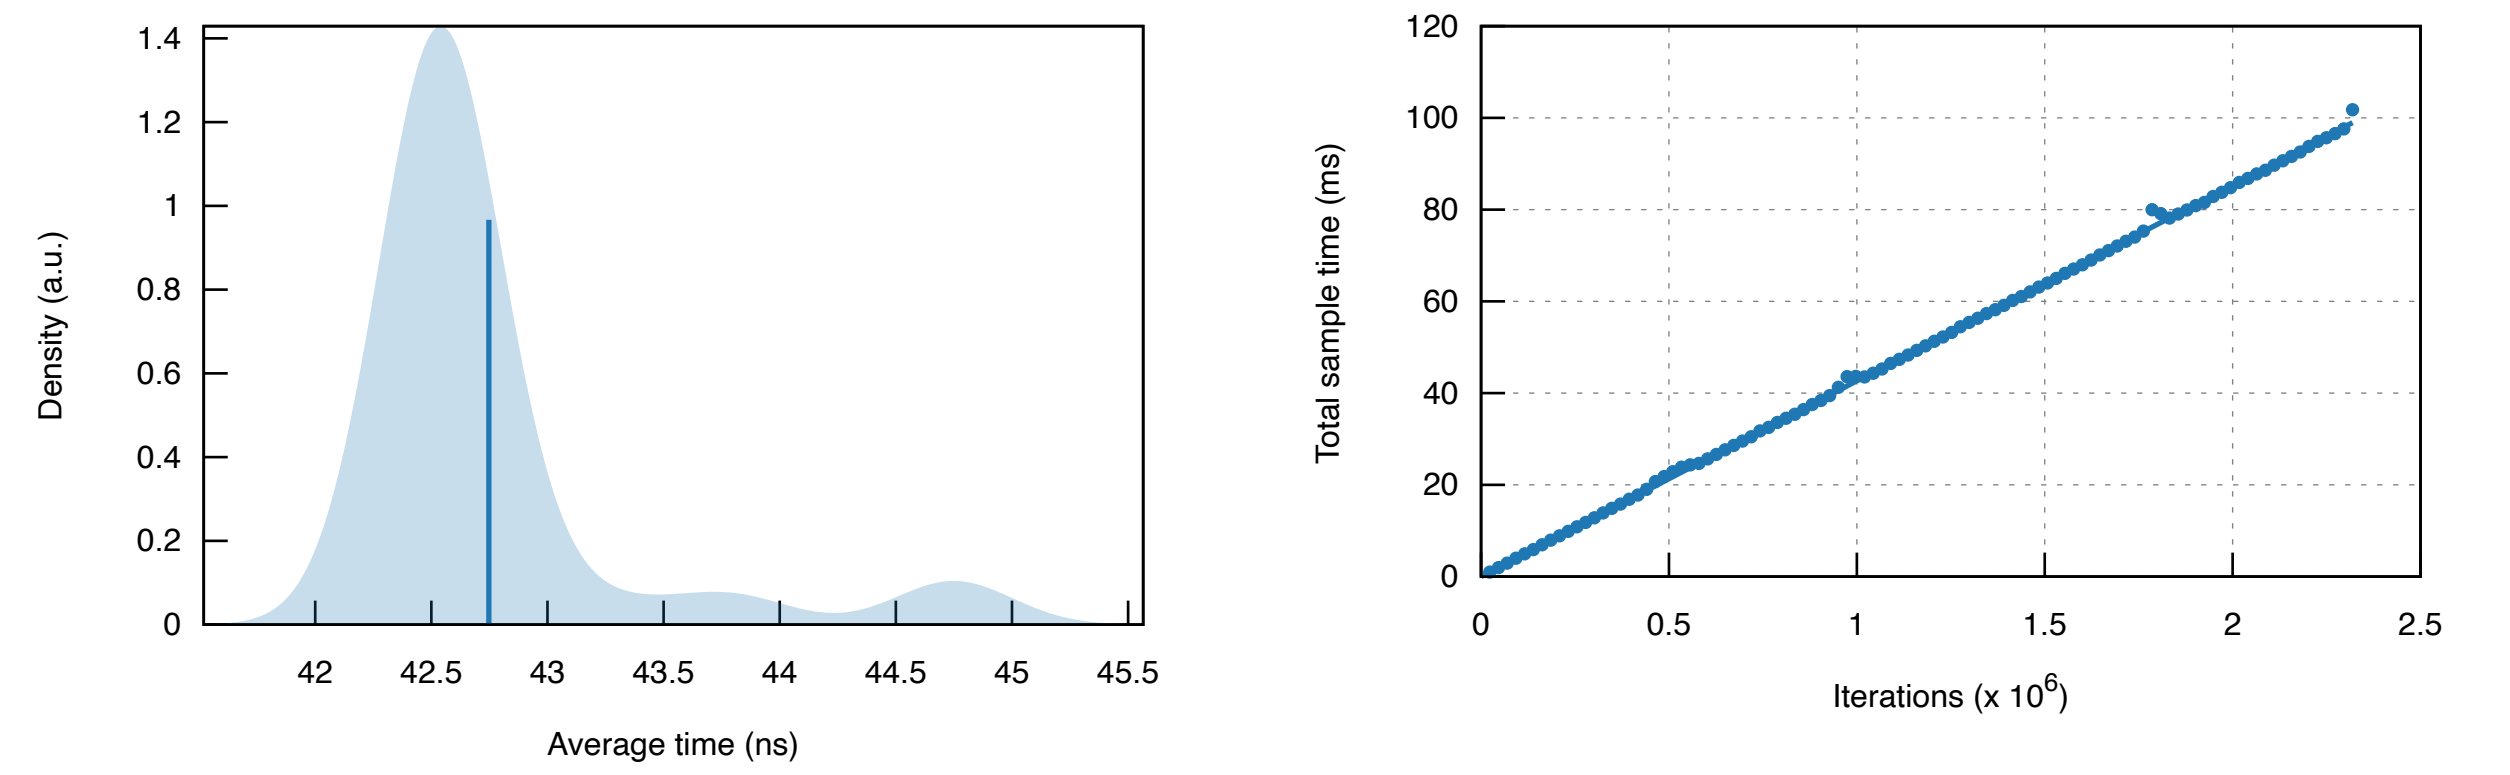 1.4
1.2
1
0.8
0.6
0.4
0.2
0
Density (a.u.)
42 42.5 43 43.5 44 44.5 45 45.5
Average time (ns)
120
100
80
60
40
20
0
Total sample time (ms)
0 0.5 1 1.5 2 2.5
Iterations (x 10⁶)